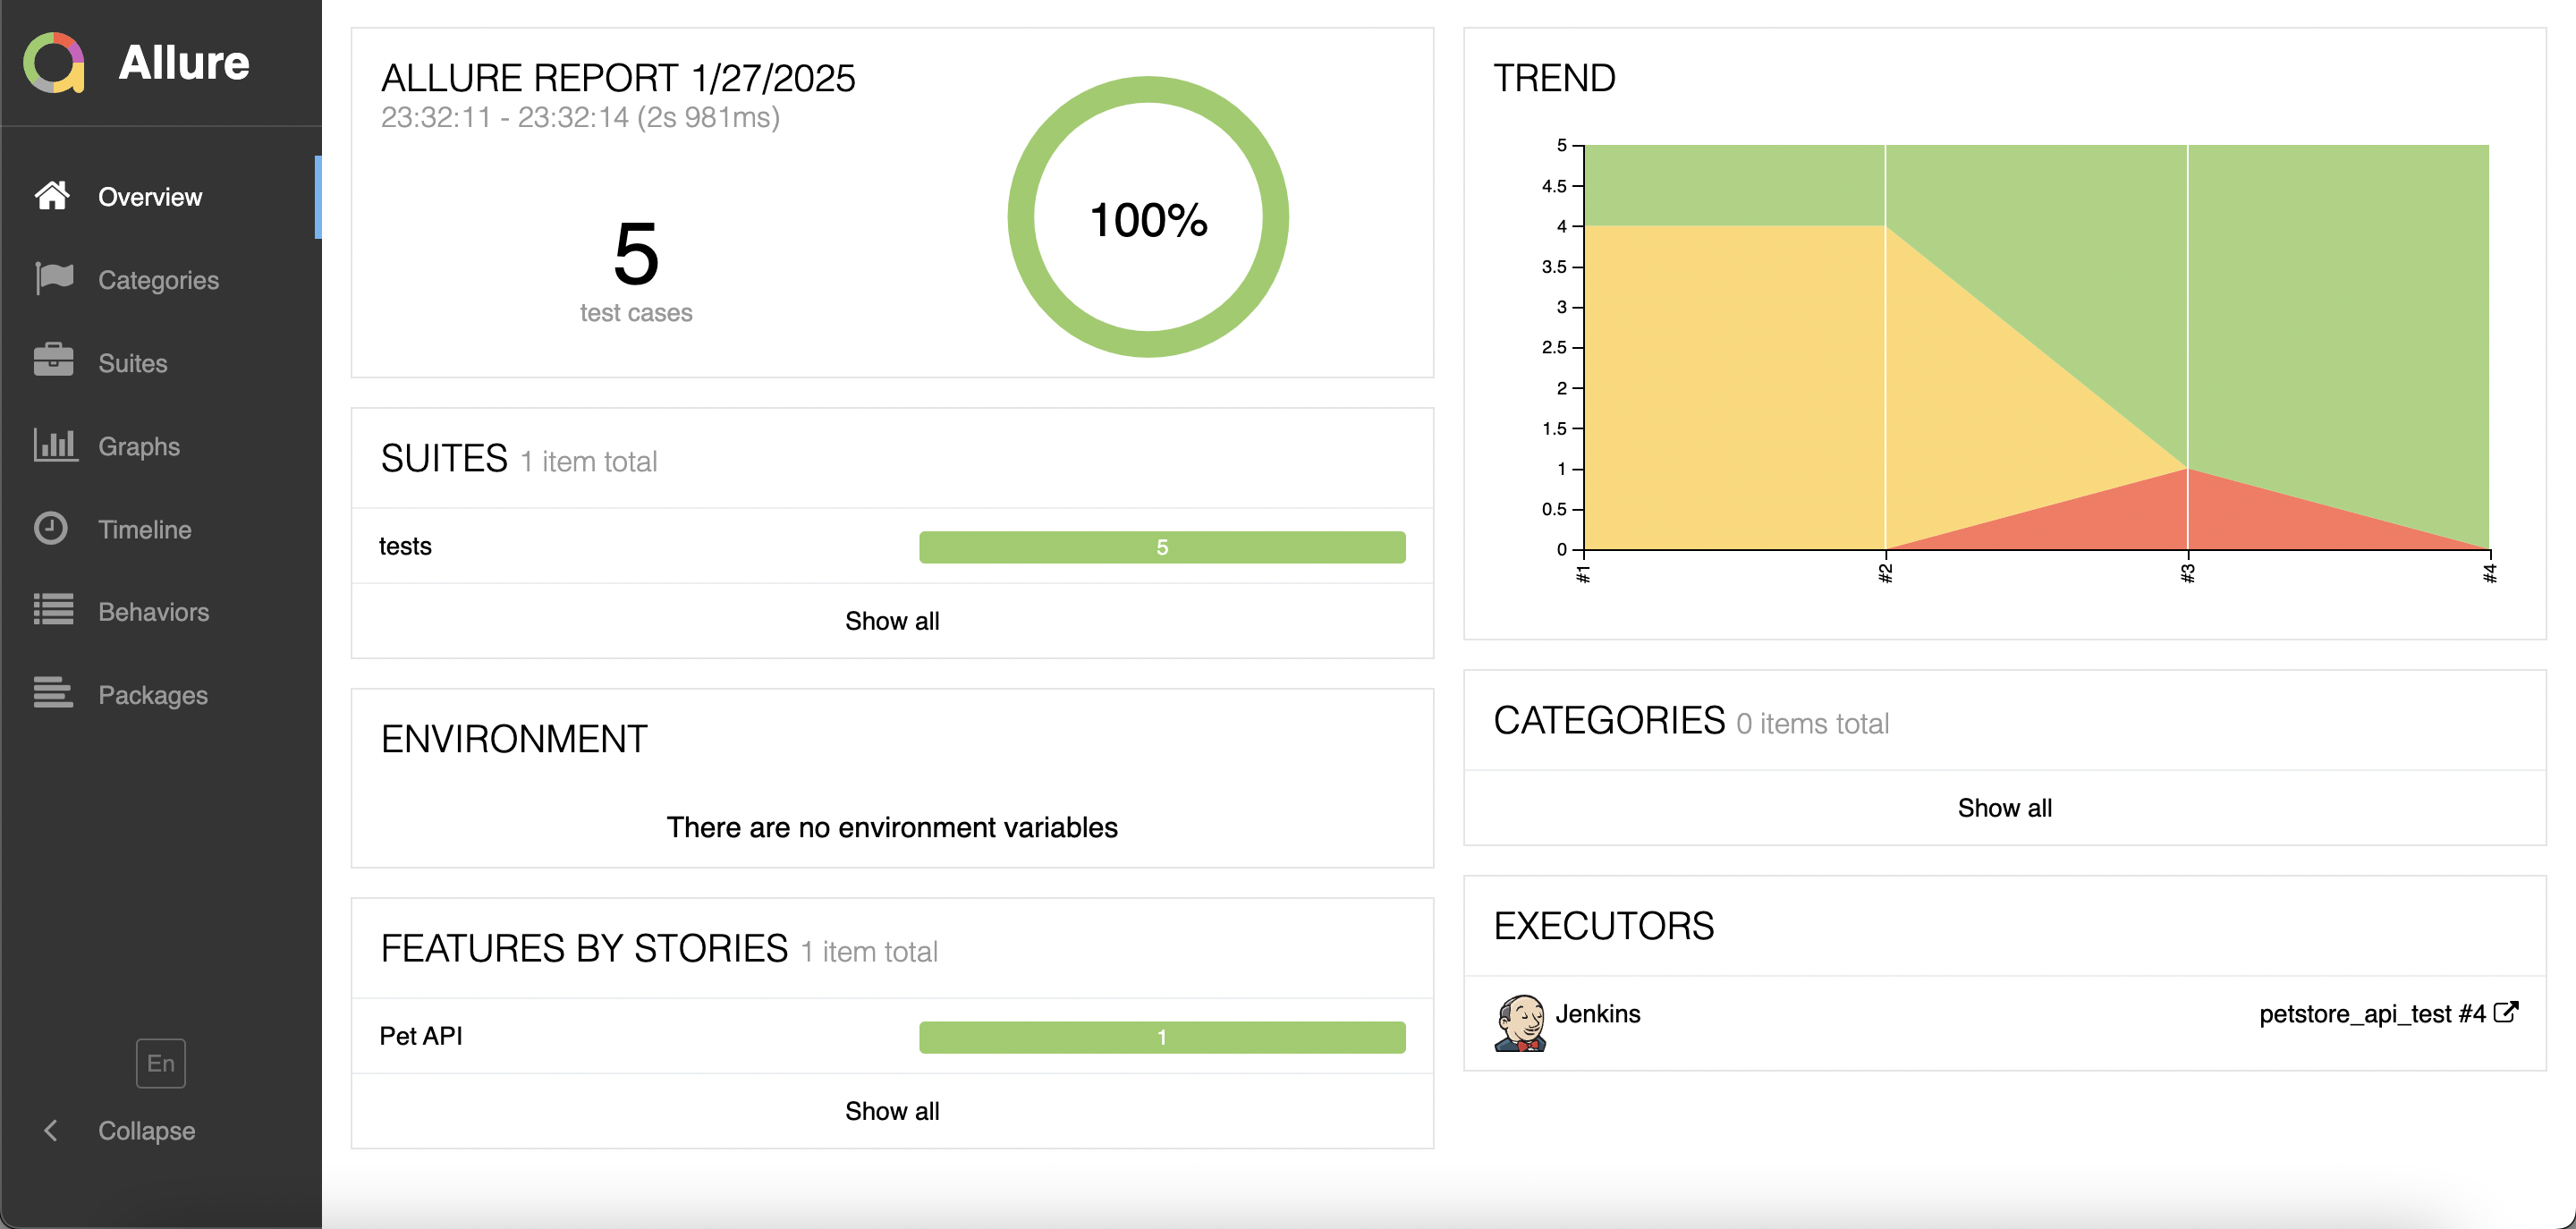 Allure
Overview
Categories
Suites
Graphs
Timeline
Behaviors
Packages
En
Collapse
ALLURE REPORT 1/27/2025
23:32:11 - 23:32:14 (2s 981ms)
5
test cases
100%
SUITES 1 item total
tests 5
Show all
ENVIRONMENT
There are no environment variables
FEATURES BY STORIES 1 item total
Pet API 1
Show all
TREND
5
4.5
4
3.5
3
2.5
2
1.5
1
0.5
0
#1 #2 #3 #4
CATEGORIES 0 items total
Show all
EXECUTORS
Jenkins petstore_api_test #4